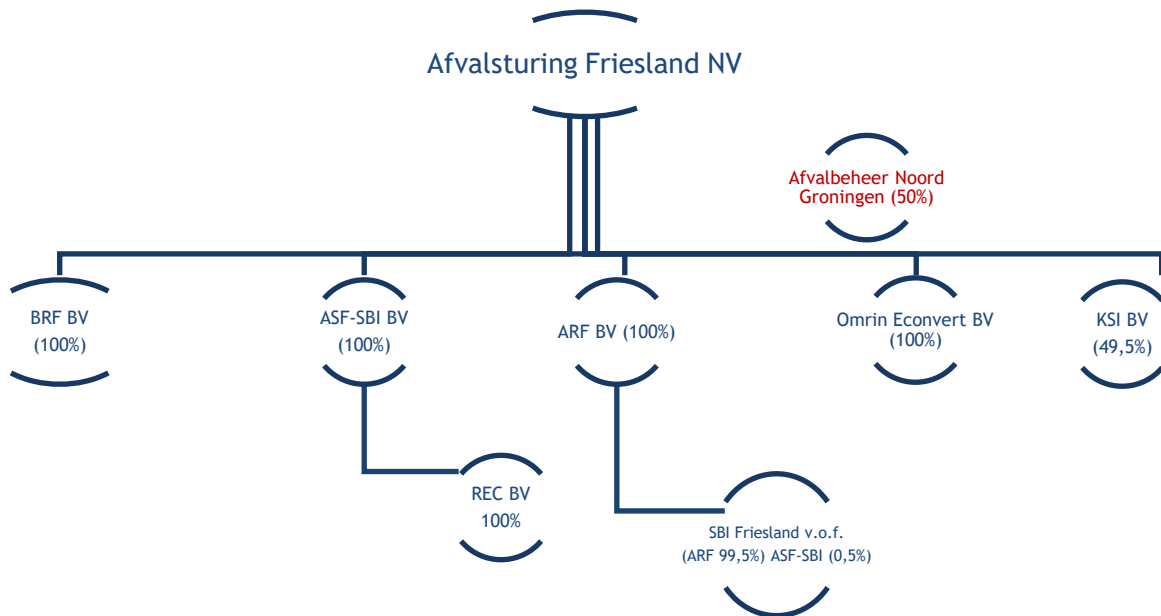 Afvalsturing Friesland NV
Afvalbeheer Noord
Groningen (50%)
BRF BV
(100%)
ASF-SBI BV
(100%)
ARF BV (100%)
Omrin Econvert BV
(100%)
KSI BV
(49,5%)
REC BV
100%
SBI Friesland v.o.f.
(ARF 99,5%) ASF-SBI (0,5%)